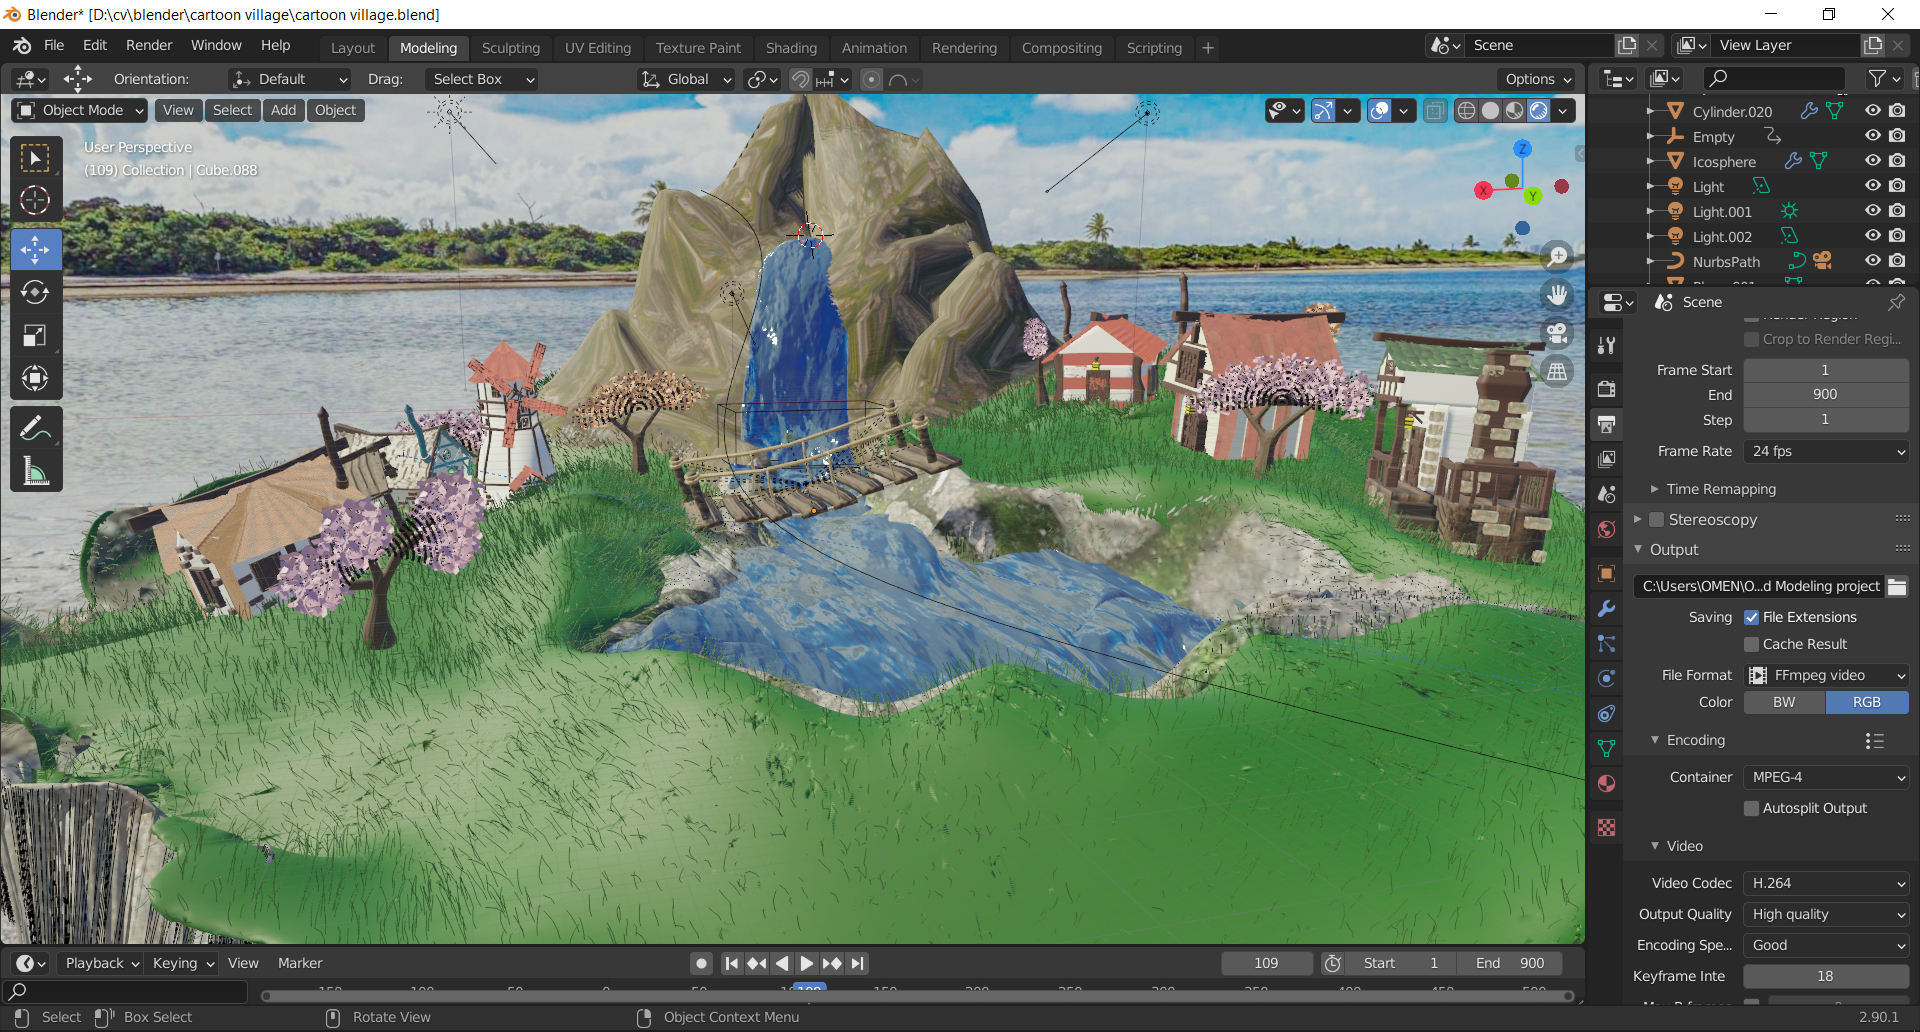 Blender* [D:\cv\blender\cartoon village\cartoon village.blend]
File Edit Render Window Help Layout Modeling Sculpting UV Editing Texture Paint Shading Animation Rendering Compositing Scripting + Scene View Layer
Orientation: Default Drag: Select Box Global Options
Object Mode View Select Add Object
User Perspective
(109) Collection | Cube.088
Z
X
Y
Cylinder.020
Empty
Icosphere
Light
Light.001
Light.002
NurbsPath
Scene
Crop to Render Regi...
Frame Start 1
End 900
Step 1
Frame Rate 24 fps
Time Remapping
Stereoscopy
Output
C:\Users\OMEN\O...d Modeling project
Saving File Extensions
Cache Result
File Format FFmpeg video
Color BW RGB
Encoding
Container MPEG-4
Autosplit Output
Video
Video Codec H.264
Output Quality High quality
Encoding Spe... Good
Keyframe Inte 18
Playback Keying View Marker 109 Start 1 End 900
Select Box Select Rotate View Object Context Menu 2.90.1